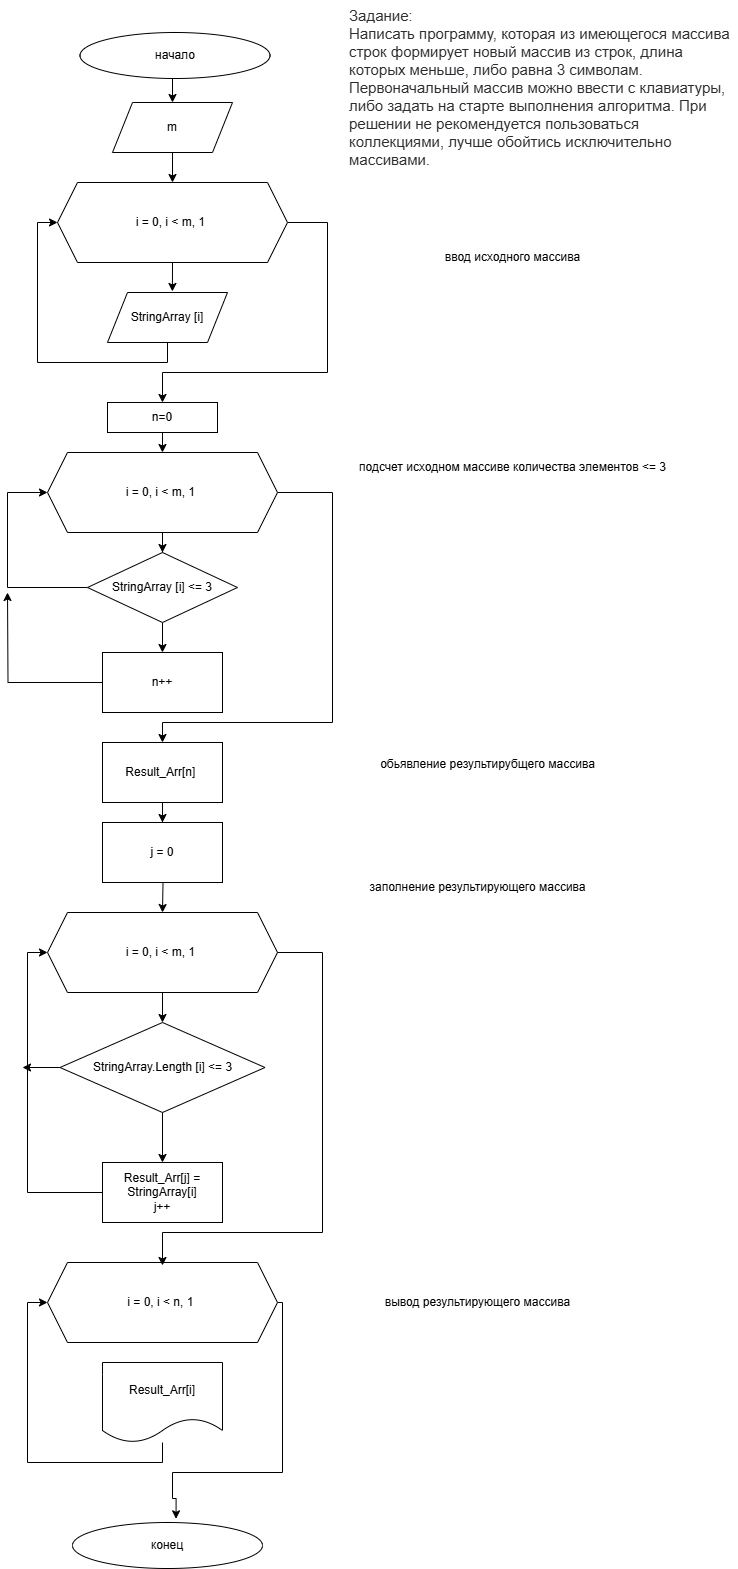 Задание:
Написать программу, которая из имеющегося массива
строк формирует новый массив из строк, длина
которых меньше, либо равна 3 символам.
Первоначальный массив можно ввести с клавиатуры,
либо задать на старте выполнения алгоритма. При
решении не рекомендуется пользоваться
коллекциями, лучше обойтись исключительно
массивами.
начало
m
i = 0, i < m, 1
ввод исходного массива
StringArray [i]
n=0
подсчет исходном массиве количества элементов <= 3
i = 0, i < m, 1
StringArray [i] <= 3
n++
обьявление результирубщего массива
Result_Arr[n]
j = 0
заполнение результирующего массива
i = 0, i < m, 1
StringArray.Length [i] <= 3
Result_Arr[j] =
StringArray[i]
j++
i = 0, i < n, 1
вывод результирующего массива
Result_Arr[i]
конец